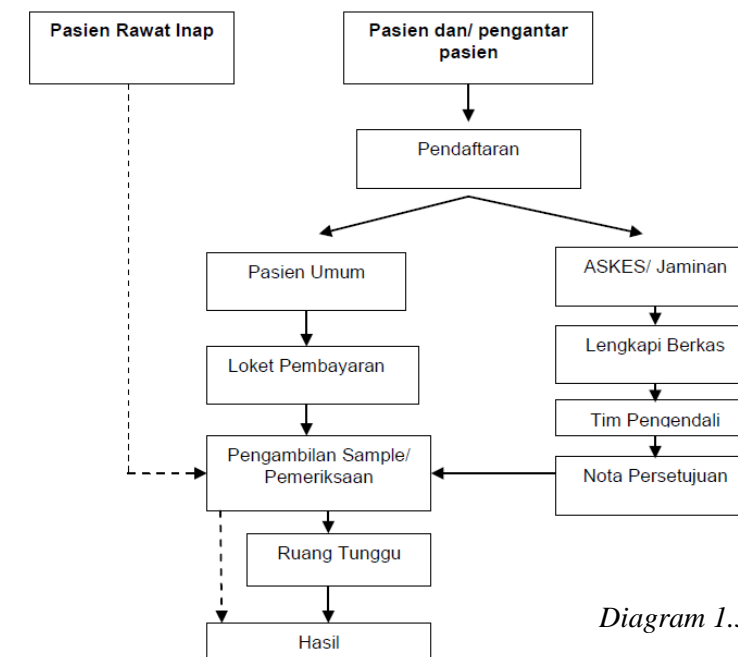 Pasien Rawat Inap
Pasien dan/ pengantar
pasien
Pendaftaran
Pasien Umum
ASKES/ Jaminan
Loket Pembayaran
Lengkapi Berkas
Tim Pengendali
Pengambilan Sample/
Pemeriksaan
Nota Persetujuan
Ruang Tunggu
Hasil
Diagram 1.